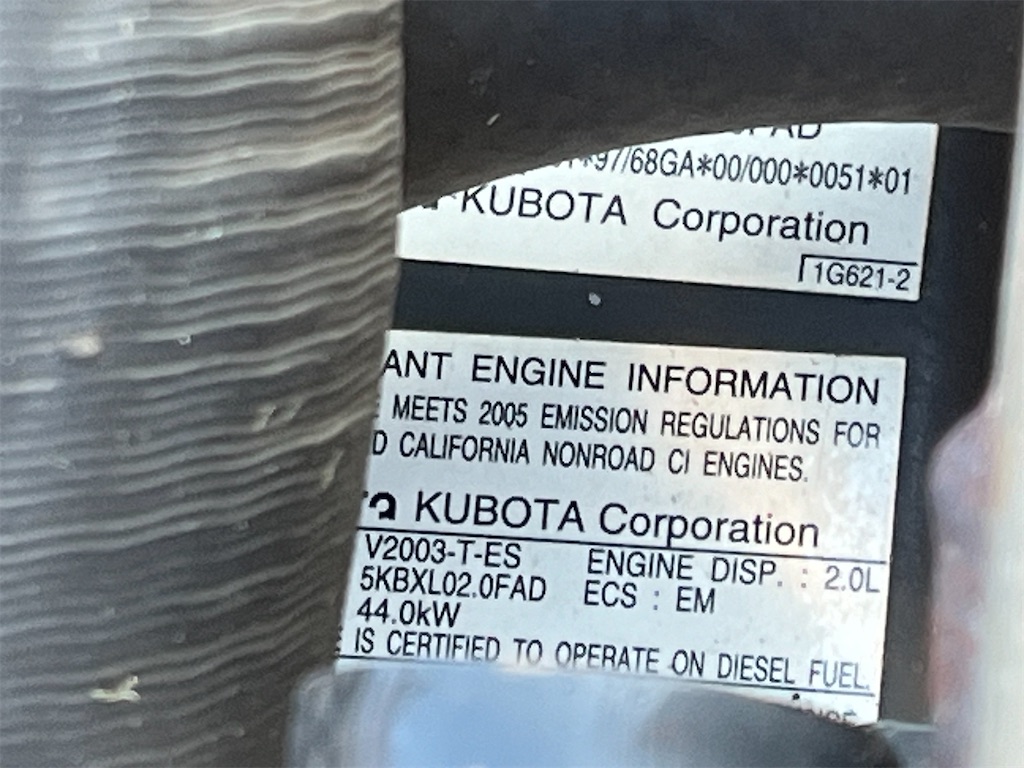 97/68GA*00/000*0051*01
KUBOTA Corporation
1G621-2
ANT ENGINE INFORMATION
MEETS 2005 EMISSION REGULATIONS FOR
D CALIFORNIA NONROAD CI ENGINES.
KUBOTA Corporation
V2003-T-ES ENGINE DISP. : 2.0L
5KBXL02.0FAD ECS : EM
44.0kW
IS CERTIFIED TO OPERATE ON DIESEL FUEL.